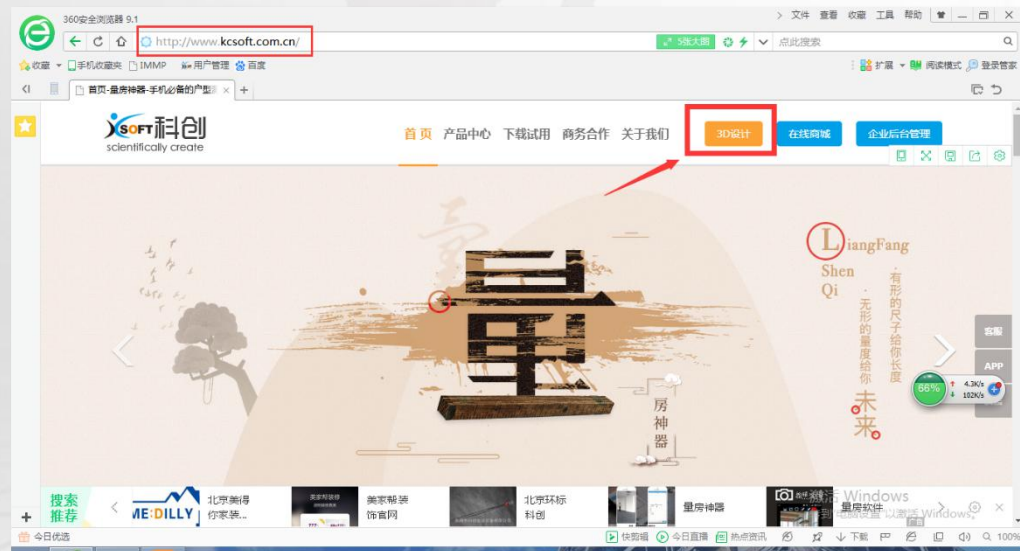 360安全浏览器 9.1
文件 查看 收藏 工具 帮助
http://www.kcsoft.com.cn/
5张大图
点此搜索
收藏 手机收藏夹 IMMP 用户管理 百度
扩展 阅读模式 登录管家
首页-量房神器-手机必备的户型
SOFT科创
scientifically create
首页 产品中心 下载试用 商务合作 关于我们
3D设计 在线商城 企业后台管理
量
量
房神器
LiangFang
Shen
Qi
有形的尺子给你长度
无形的量度给你
未来
客服
APP
66%
4.3K/s
102K/s
搜索
推荐
ME:DILLY
北京美得
你家装...
美家帮装
饰官网
北京环标
科创
量房神器
量房软件
Windows
以激活 Windows。
广告
今日优选
快剪辑 今日直播 热点资讯 下载 100%